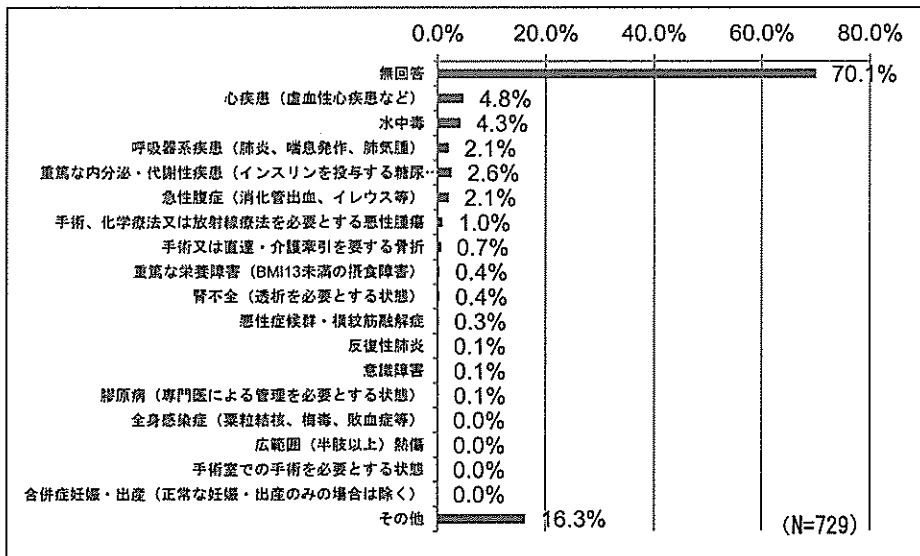 0.0% 20.0% 40.0% 60.0% 80.0%
無回答 70.1%
心疾患（虚血性心疾患など） 4.8%
水中毒 4.3%
呼吸器系疾患（肺炎、喘息発作、肺気腫） 2.1%
重篤な内分泌・代謝性疾患（インスリンを投与する糖尿… 2.6%
急性腹症（消化管出血、イレウス等） 2.1%
手術、化学療法又は放射線療法を必要とする悪性腫瘍 1.0%
手術又は直達・介護牽引を要する骨折 0.7%
重篤な栄養障害（BMI13未満の摂食障害） 0.4%
腎不全（透析を必要とする状態） 0.4%
悪性症候群・横紋筋融解症 0.3%
反復性肺炎 0.1%
意識障害 0.1%
膠原病（専門医による管理を必要とする状態） 0.1%
全身感染症（粟粒結核、梅毒、敗血症等） 0.0%
広範囲（半肢以上）熱傷 0.0%
手術室での手術を必要とする状態 0.0%
合併症妊娠・出産（正常な妊娠・出産のみの場合は除く） 0.0%
その他 16.3%
(N=729)